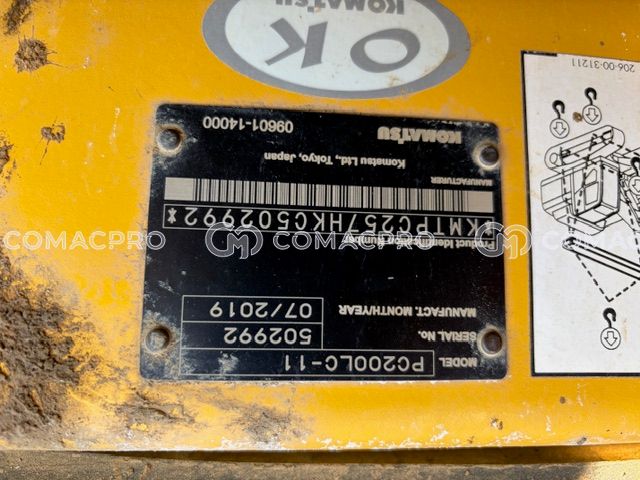 MODEL PC200LC-11
SERIAL No. 502992
MANUFACT. MONTH/YEAR 07/2019
Product Identification Number
*KMTPC257HKC502992*
MANUFACTURER
Komatsu Ltd., Tokyo, Japan
KOMATSU 09601-14000
OK
KOMATSU
206-00-31211
COMACPRO COMACPRO COMACPRO